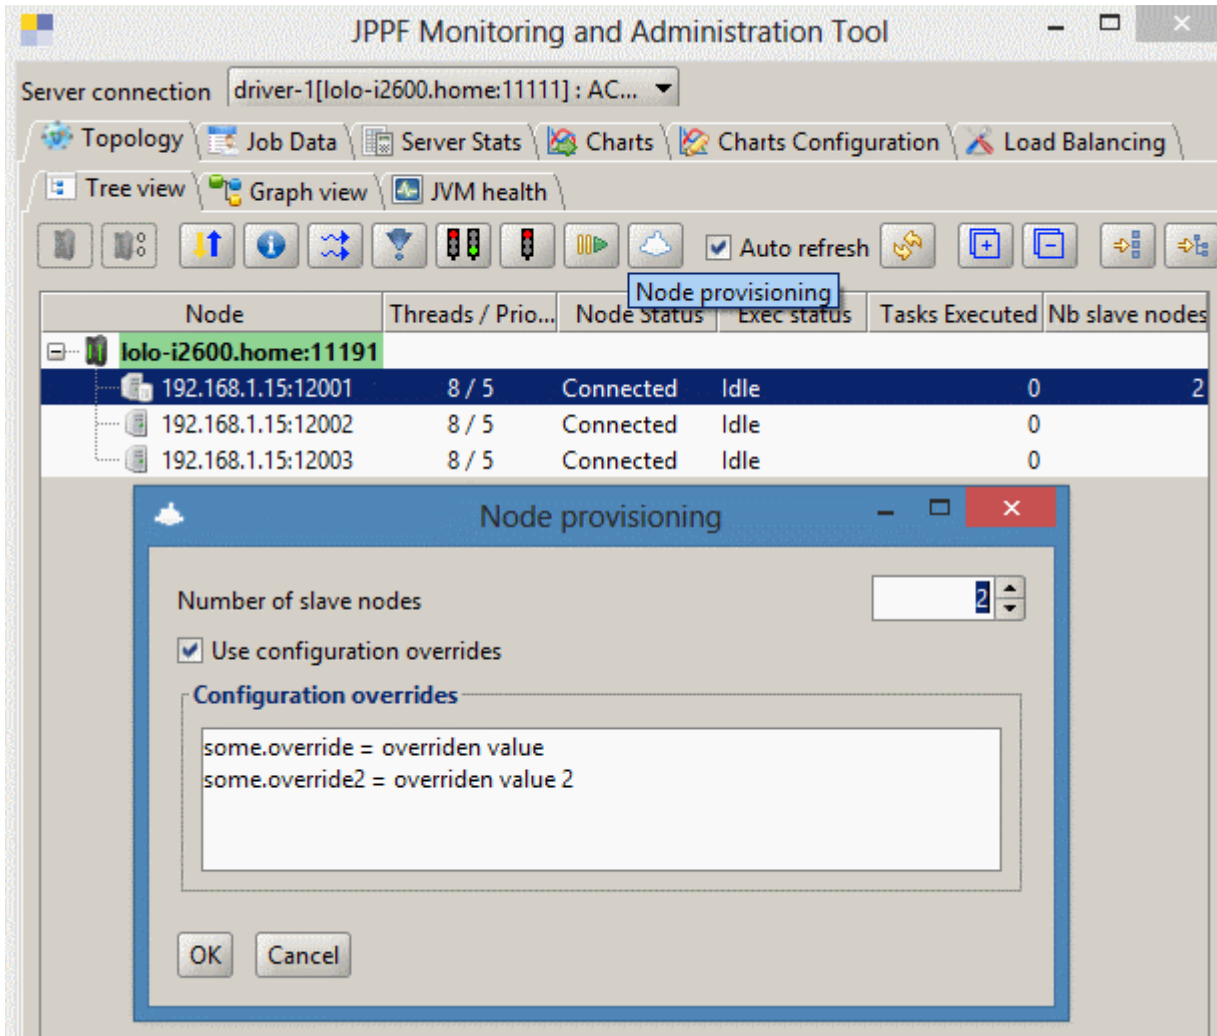 JPPF Monitoring and Administration Tool
Server connection driver-1[lolo-i2600.home:11111] : AC...
Topology Job Data Server Stats Charts Charts Configuration Load Balancing
Tree view Graph view JVM health
Auto refresh
Node provisioning
Node Threads / Prio... Node Status Exec status Tasks Executed Nb slave nodes
lolo-i2600.home:11191
192.168.1.15:12001 8 / 5 Connected Idle 0 2
192.168.1.15:12002 8 / 5 Connected Idle 0
192.168.1.15:12003 8 / 5 Connected Idle 0
Node provisioning
Number of slave nodes 2
Use configuration overrides
Configuration overrides
some.override = overriden value
some.override2 = overriden value 2
OK Cancel